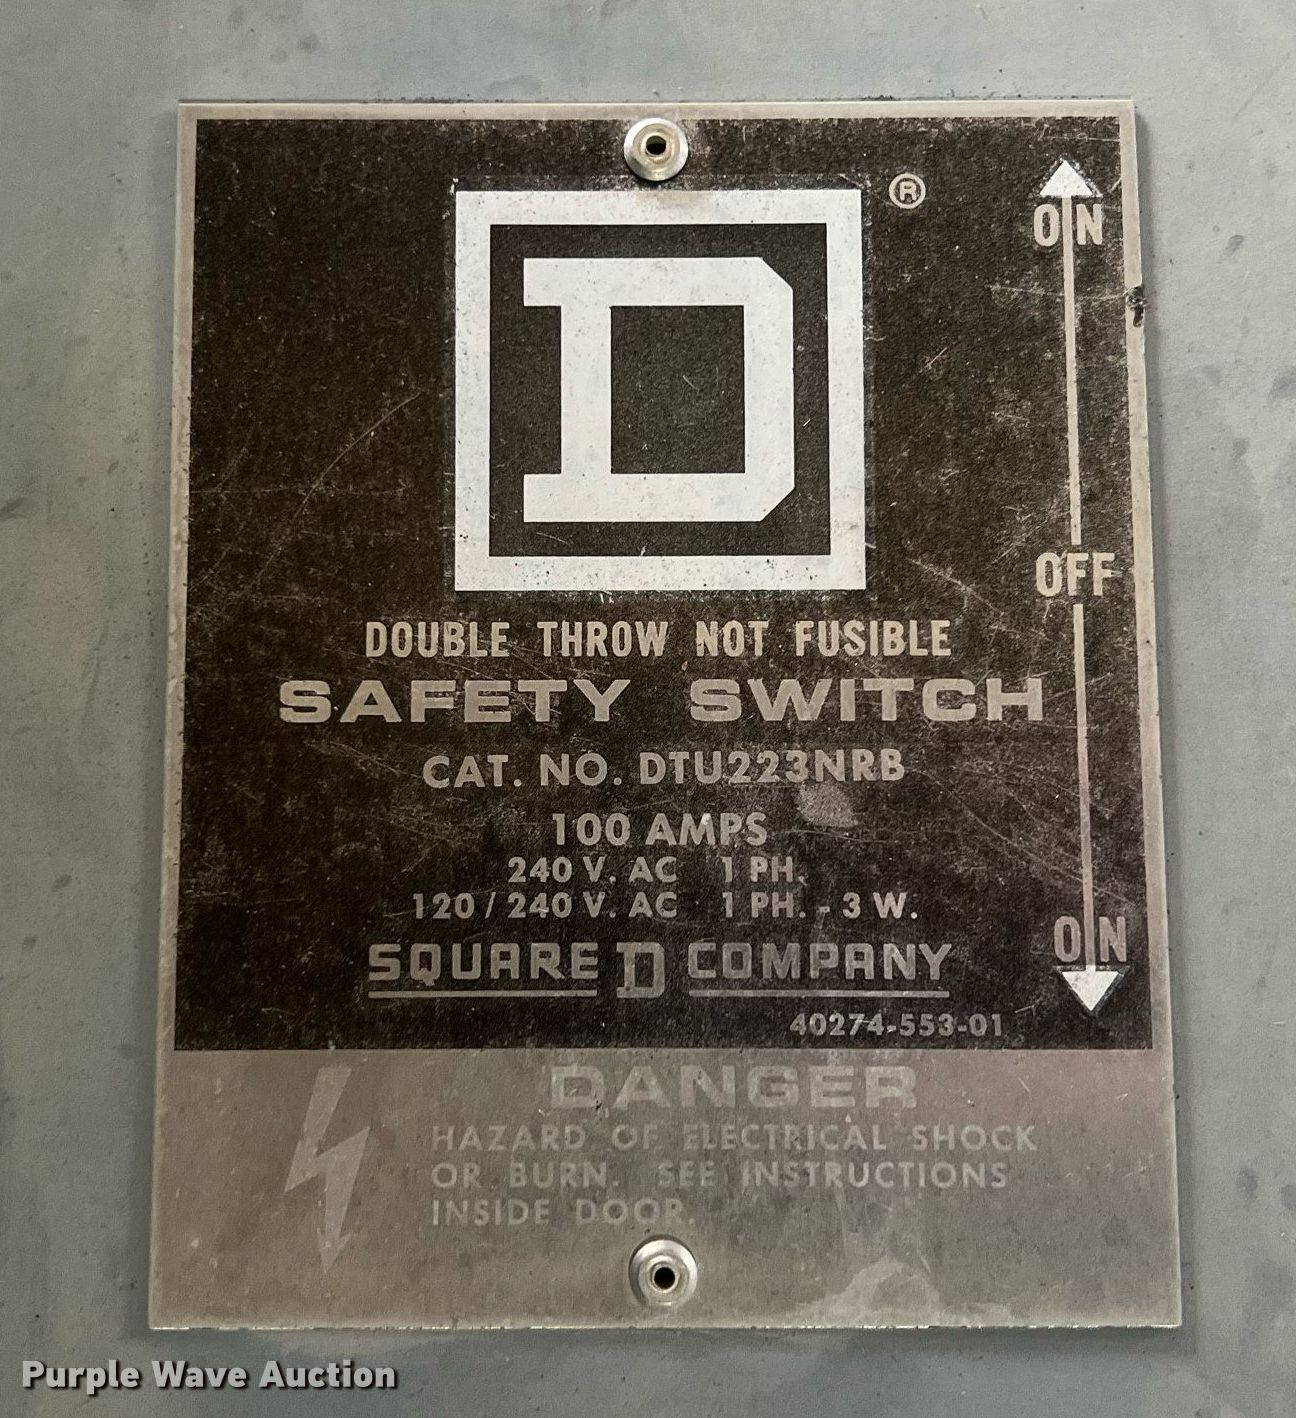 D
®
ON
OFF
ON
DOUBLE THROW NOT FUSIBLE
SAFETY SWITCH
CAT. NO. DTU223NRB
100 AMPS
240 V. AC 1 PH.
120/240 V. AC 1 PH. - 3 W.
SQUARE D COMPANY
40274-553-01
DANGER
HAZARD OF ELECTRICAL SHOCK
OR BURN. SEE INSTRUCTIONS
INSIDE DOOR.
Purple Wave Auction